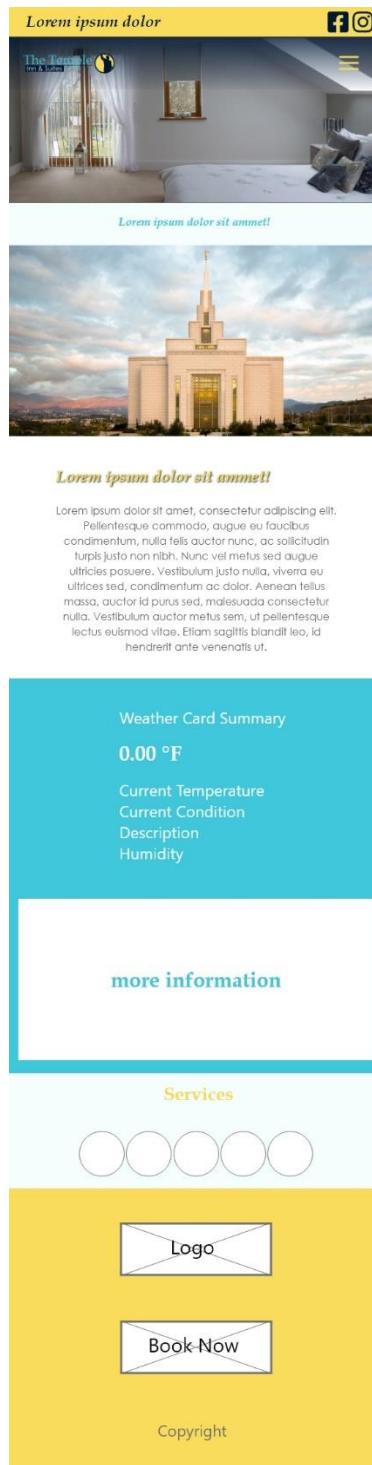 Lorem ipsum dolor
The Temple
Inn & Suites
Lorem ipsum dolor sit ammet!
Lorem ipsum dolor sit ammet!
Lorem ipsum dolor sit amet, consectetur adipiscing elit.
Pellentesque commodo, augue eu faucibus
condimentum, nulla felis auctor nunc, ac sollicitudin
turpis justo non nibh. Nunc vel metus sed augue
ultricies posuere. Vestibulum justo nulla, viverra eu
ultrices sed, condimentum ac dolor. Aenean tellus
massa, auctor id purus sed, malesuada consectetur
nulla. Vestibulum auctor metus sem, ut pellentesque
lectus euismod vitae. Etiam sagittis blandit leo, id
hendrerit ante venenatis ut.
Weather Card Summary
0.00 °F
Current Temperature
Current Condition
Description
Humidity
more information
Services
Logo
Book Now
Copyright